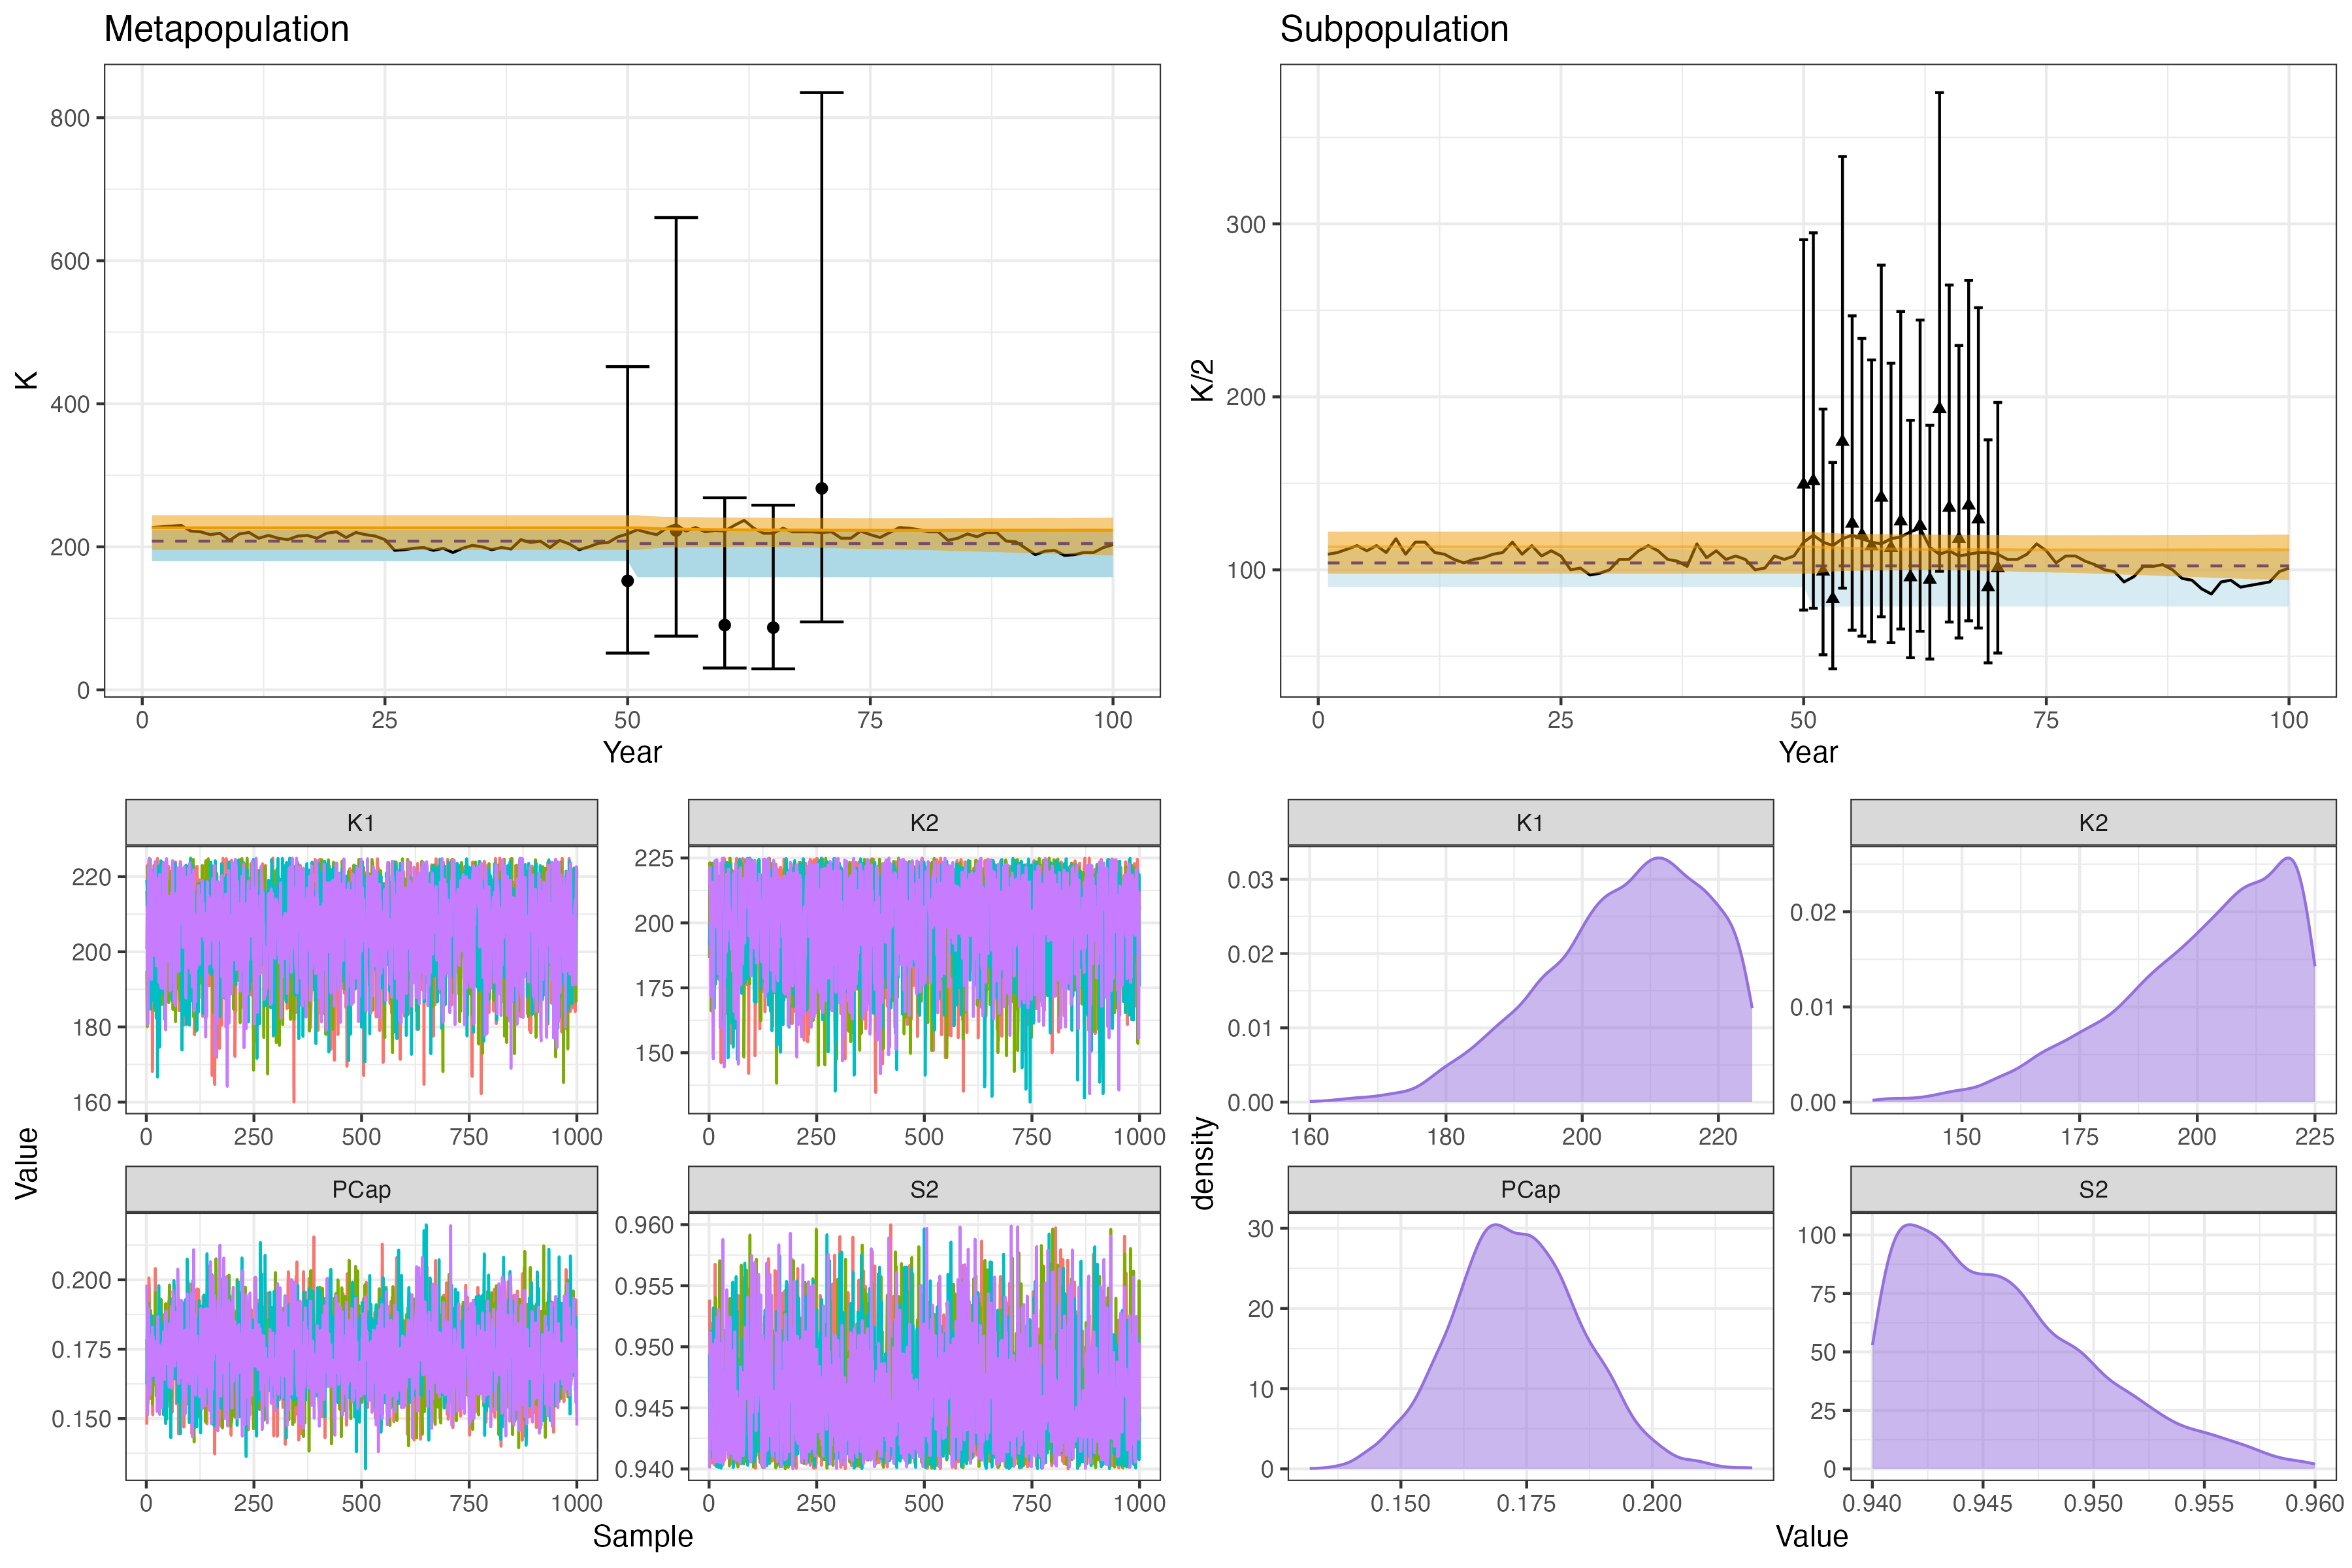 Metapopulation
Subpopulation
K
800
600
400
200
0
0 25 50 75 100
Year
K/2
300
200
100
0 25 50 75 100
Year
Value
K1
220
200
180
160
0 250 500 750 1000
K2
225
200
175
150
0 250 500 750 1000
PCap
0.200
0.175
0.150
0 250 500 750 1000
S2
0.960
0.955
0.950
0.945
0.940
0 250 500 750 1000
Sample
density
K1
0.03
0.02
0.01
0.00
160 180 200 220
K2
0.02
0.01
0.00
150 175 200 225
PCap
30
20
10
0
0.150 0.175 0.200
S2
100
75
50
25
0
0.940 0.945 0.950 0.955 0.960
Value